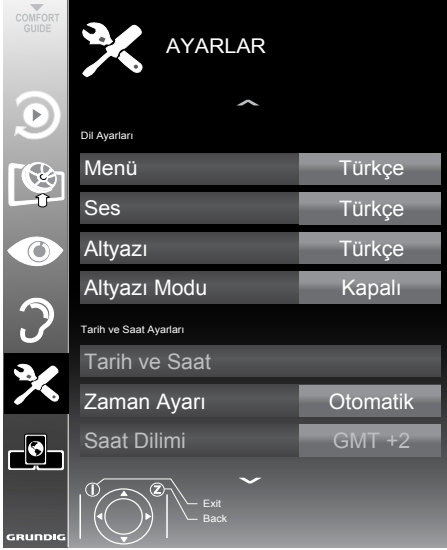 COMFORT
GUIDE
AYARLAR
Dil Ayarları
Menü Türkçe
Ses Türkçe
Altyazı Türkçe
Altyazı Modu Kapalı
Tarih ve Saat Ayarları
Tarih ve Saat
Zaman Ayarı Otomatik
Saat Dilimi GMT +2
Z
Exit
Back
GRUNDIG